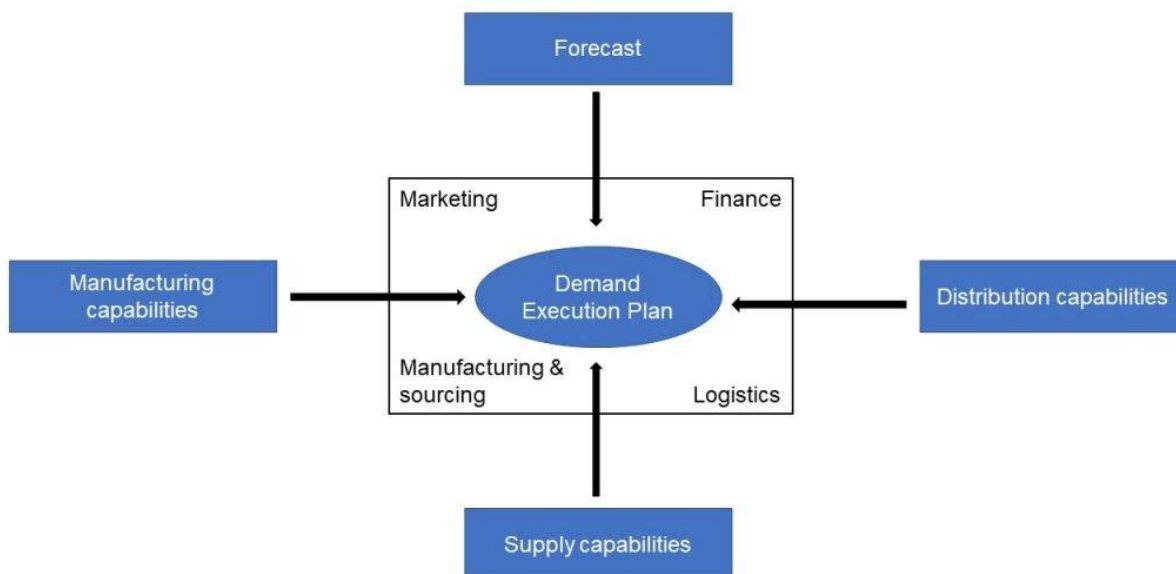 Forecast
Marketing
Finance
Manufacturing
capabilities
Demand
Execution Plan
Distribution capabilities
Manufacturing &
sourcing
Logistics
Supply capabilities